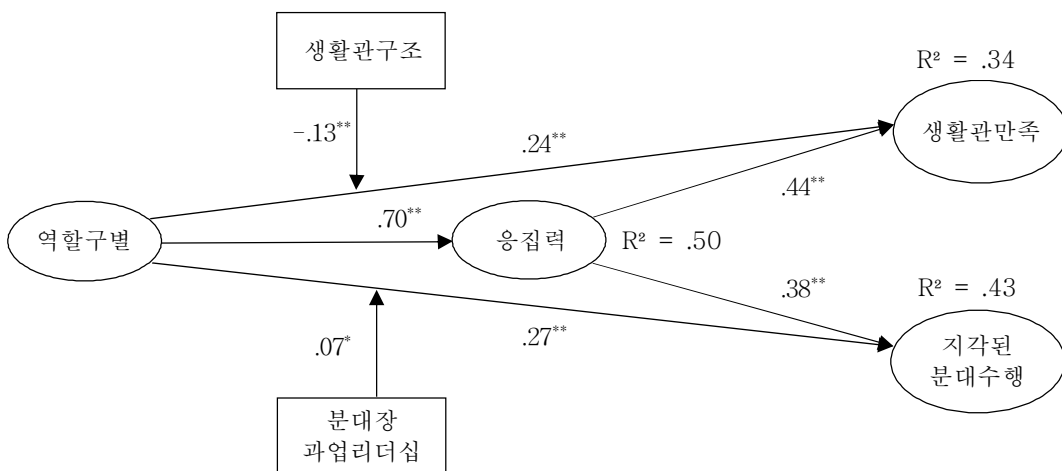 생활관구조
R² = .34
생활관만족
-.13**
.24**
.44**
.70**
역할구별
응집력
R² = .50
.38**
R² = .43
.07*
.27**
지각된
분대수행
분대장
과업리더십